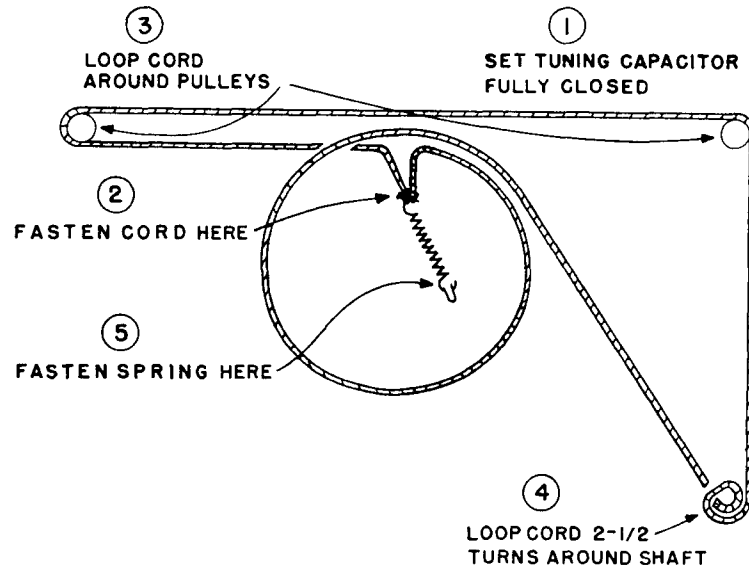 3
LOOP CORD
AROUND PULLEYS
1
SET TUNING CAPACITOR
FULLY CLOSED
2
FASTEN CORD HERE
5
FASTEN SPRING HERE
4
LOOP CORD 2-1/2
TURNS AROUND SHAFT